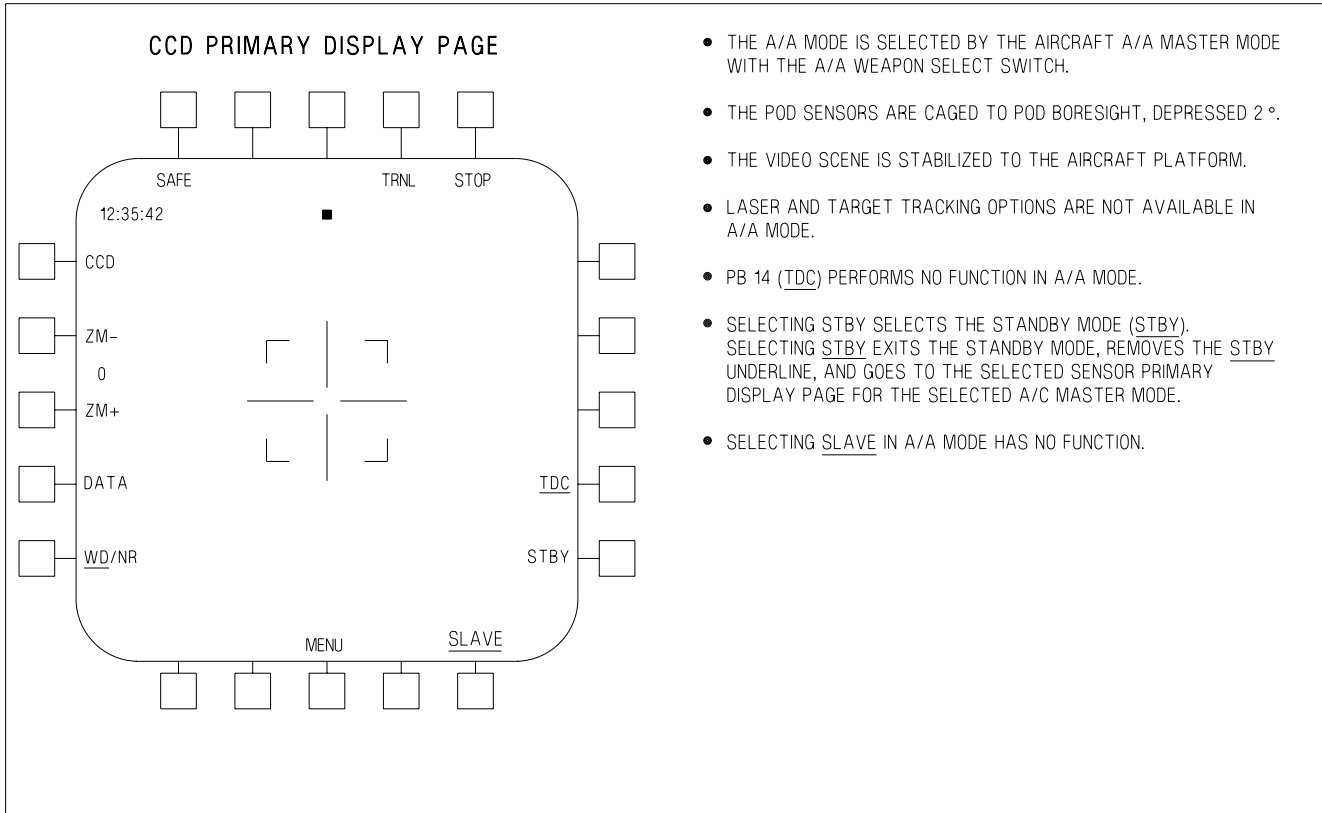 CCD PRIMARY DISPLAY PAGE
SAFE
TRNL
STOP
12:35:42
CCD
ZM-
0
ZM+
DATA
TDC
WD/NR
STBY
MENU
SLAVE
● THE A/A MODE IS SELECTED BY THE AIRCRAFT A/A MASTER MODE
WITH THE A/A WEAPON SELECT SWITCH.
● THE POD SENSORS ARE CAGED TO POD BORESIGHT, DEPRESSED 2 °.
● THE VIDEO SCENE IS STABILIZED TO THE AIRCRAFT PLATFORM.
● LASER AND TARGET TRACKING OPTIONS ARE NOT AVAILABLE IN
A/A MODE.
● PB 14 (TDC) PERFORMS NO FUNCTION IN A/A MODE.
● SELECTING STBY SELECTS THE STANDBY MODE (STBY).
SELECTING STBY EXITS THE STANDBY MODE, REMOVES THE STBY
UNDERLINE, AND GOES TO THE SELECTED SENSOR PRIMARY
DISPLAY PAGE FOR THE SELECTED A/C MASTER MODE.
● SELECTING SLAVE IN A/A MODE HAS NO FUNCTION.